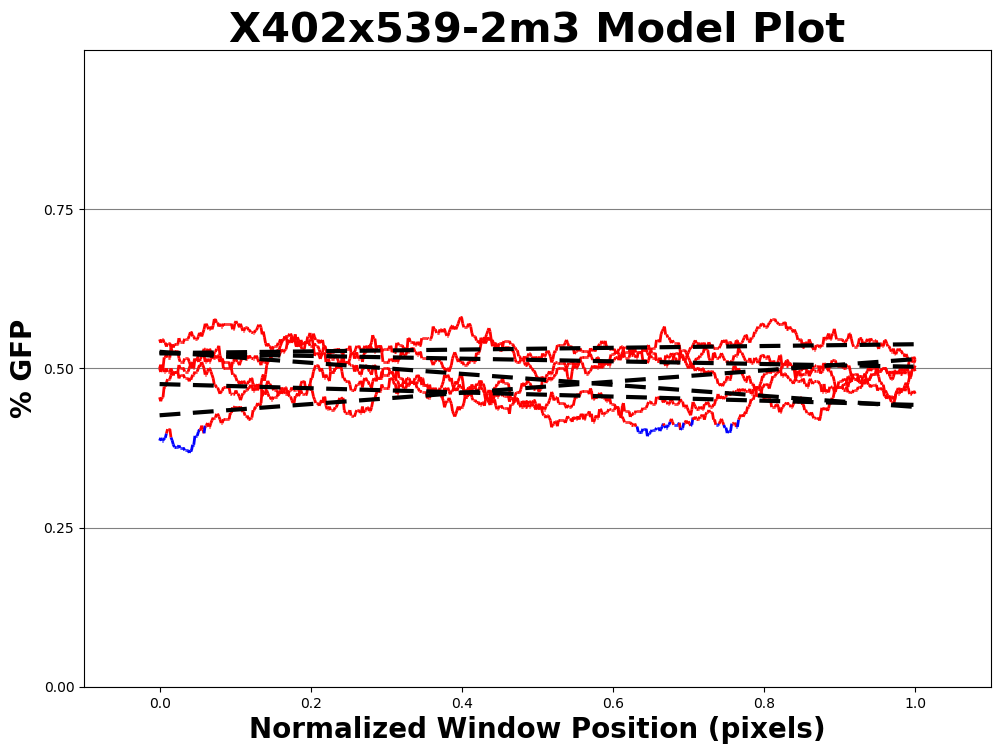 X402x539-2m3 Model Plot
% GFP
0.75
0.50
0.25
0.00
0.0 0.2 0.4 0.6 0.8 1.0
Normalized Window Position (pixels)